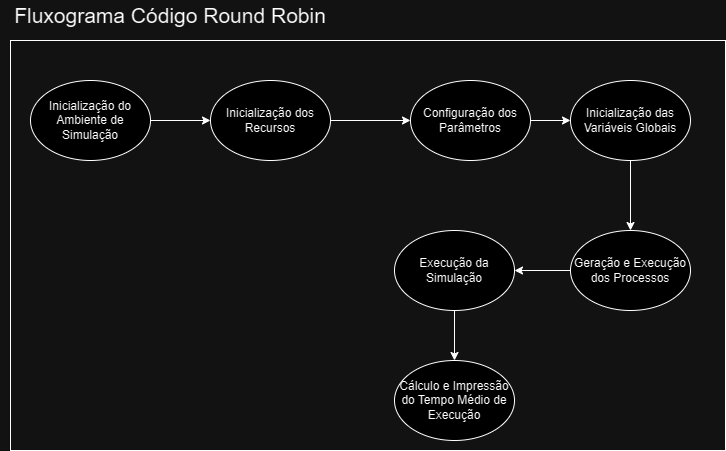 Fluxograma Código Round Robin
Inicialização do
Ambiente de
Simulação
Inicialização dos
Recursos
Configuração dos
Parâmetros
Inicialização das
Variáveis Globais
Geração e Execução
dos Processos
Execução da
Simulação
Cálculo e Impressão
do Tempo Médio de
Execução